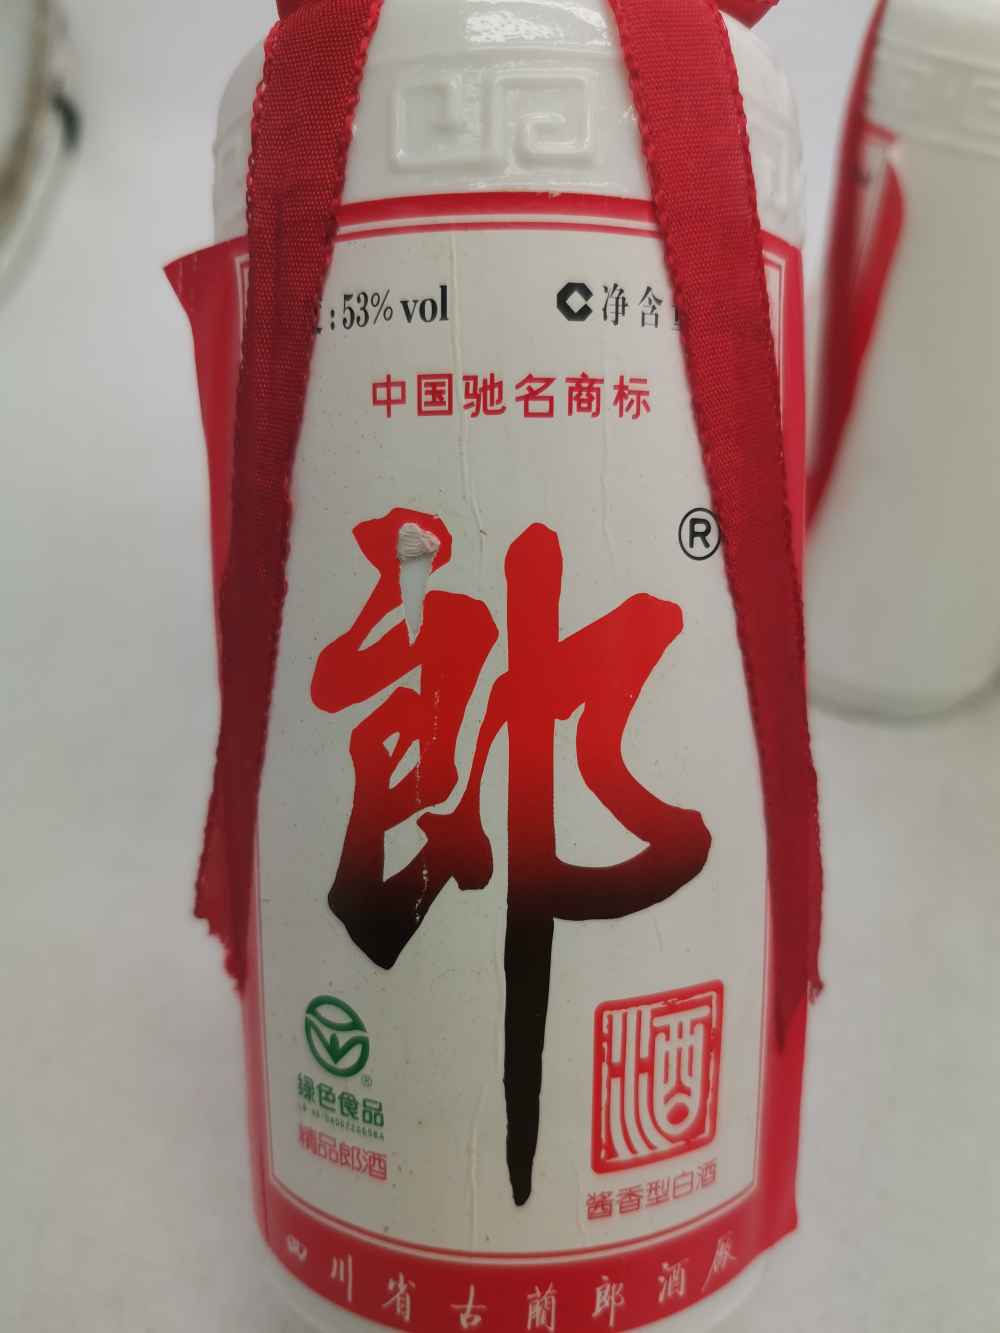 :53% vol
净含
中国驰名商标
郎
®
绿色食品
精品郎酒
酒
酱香型白酒
四川省古蔺郎酒厰